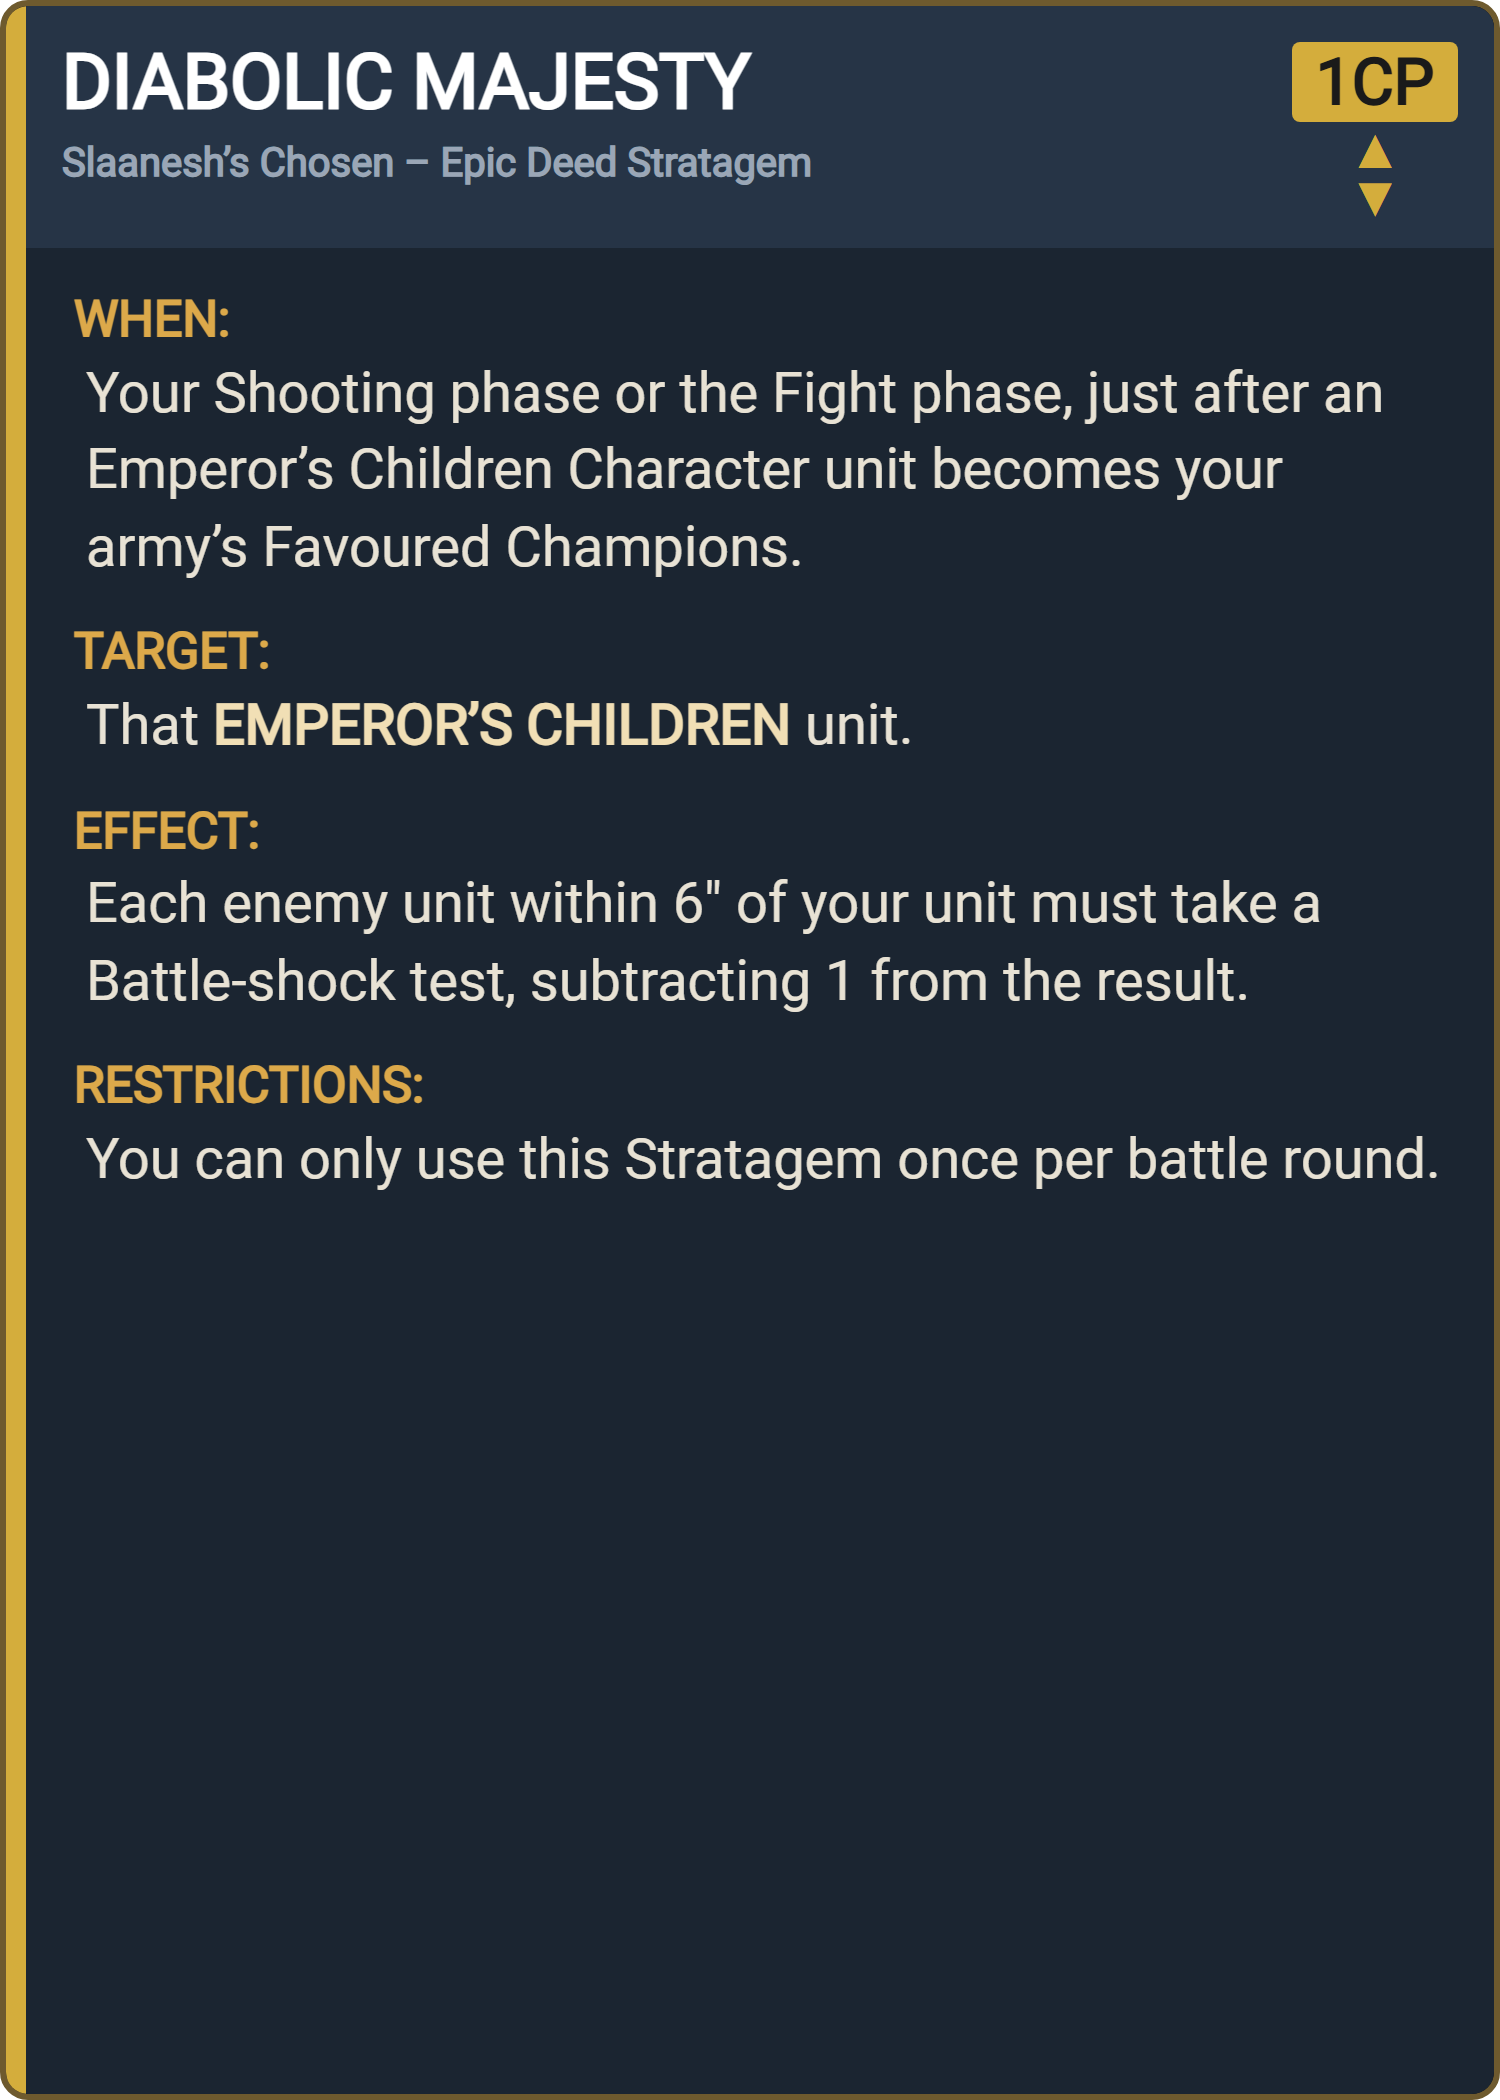 DIABOLIC MAJESTY
1CP
Slaanesh’s Chosen – Epic Deed Stratagem
WHEN:
Your Shooting phase or the Fight phase, just after an
Emperor’s Children Character unit becomes your
army’s Favoured Champions.
TARGET:
That EMPEROR’S CHILDREN unit.
EFFECT:
Each enemy unit within 6" of your unit must take a
Battle-shock test, subtracting 1 from the result.
RESTRICTIONS:
You can only use this Stratagem once per battle round.